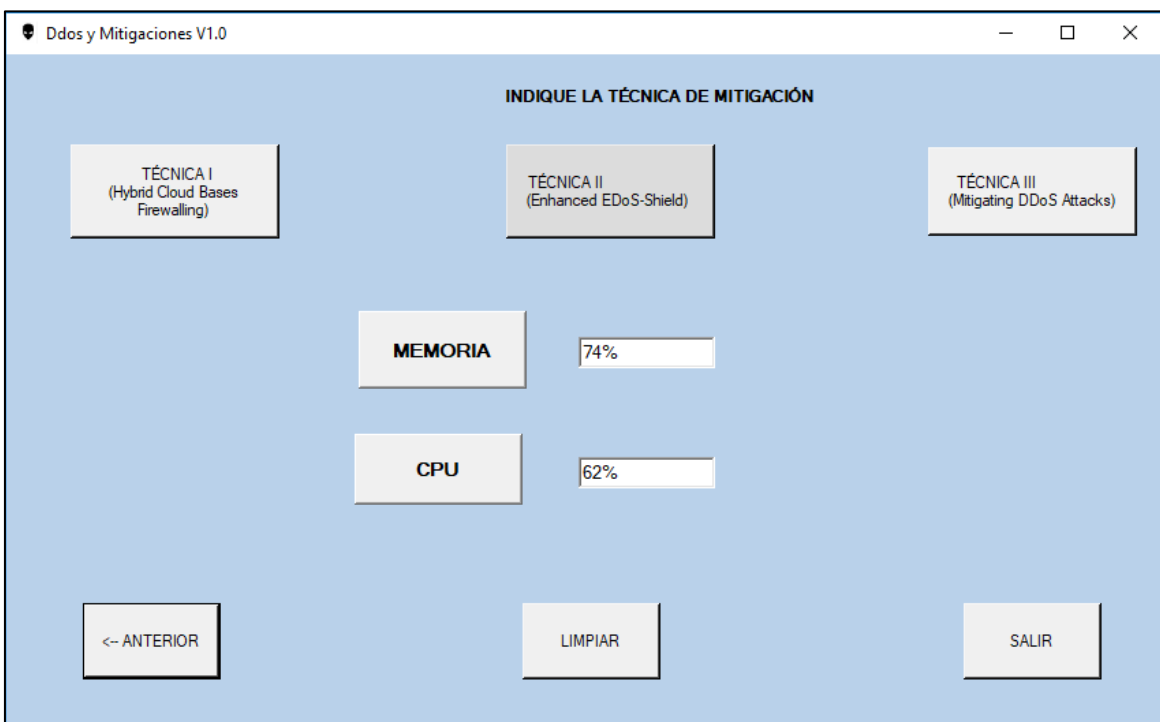 Ddos y Mitigaciones V1.0
INDIQUE LA TÉCNICA DE MITIGACIÓN
TÉCNICA I
(Hybrid Cloud Bases
Firewalling)
TÉCNICA II
(Enhanced EDoS-Shield)
TÉCNICA III
(Mitigating DDoS Attacks)
MEMORIA
74%
CPU
62%
<-- ANTERIOR
LIMPIAR
SALIR